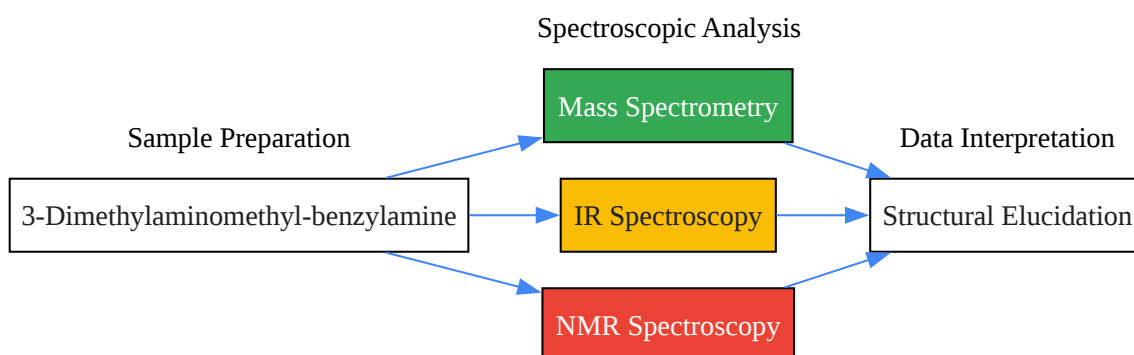 Spectroscopic Analysis
Mass Spectrometry
Sample Preparation
Data Interpretation
3-Dimethylaminomethyl-benzylamine
IR Spectroscopy
Structural Elucidation
NMR Spectroscopy